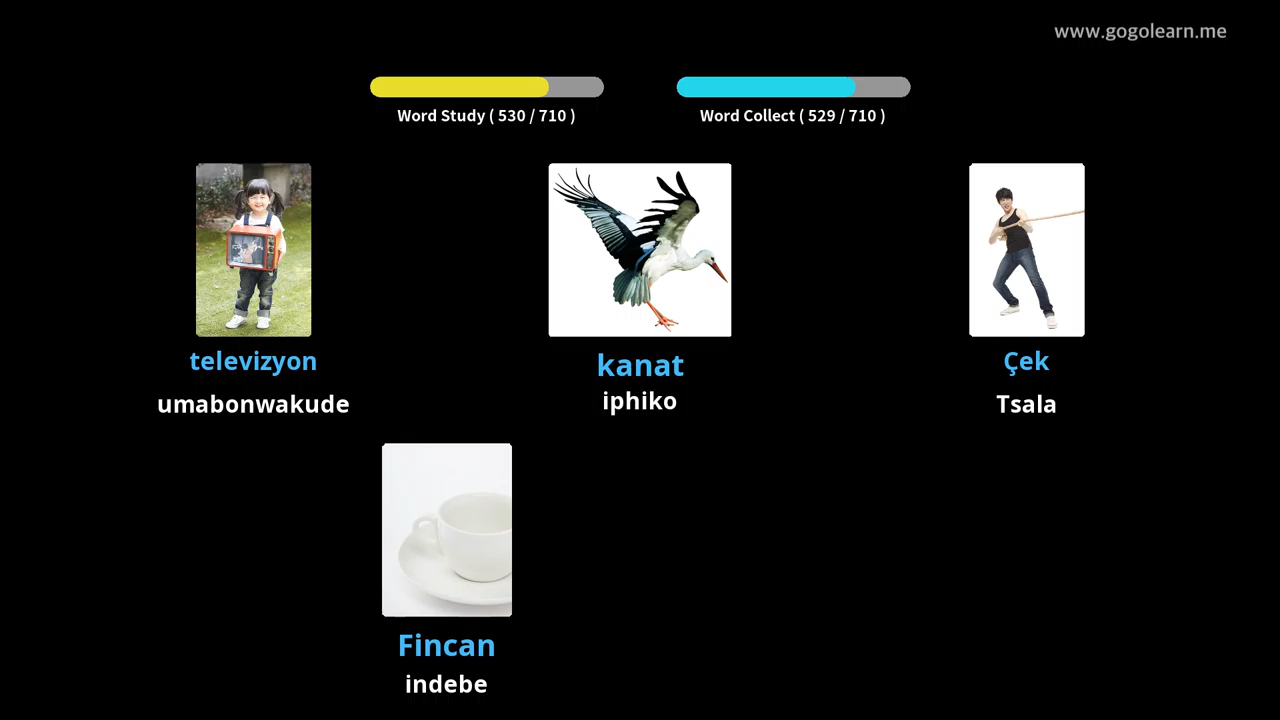 www.gogolearn.me
Word Study ( 530 / 710 )
Word Collect ( 529 / 710 )
televizyon
umabonwakude
kanat
iphiko
Çek
Tsala
Fincan
indebe